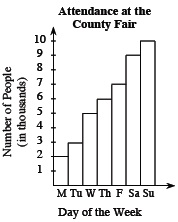 Attendance at the
County Fair
Number of People
(in thousands)
10
9
8
7
6
5
4
3
2
1
M Tu W Th F Sa Su
Day of the Week